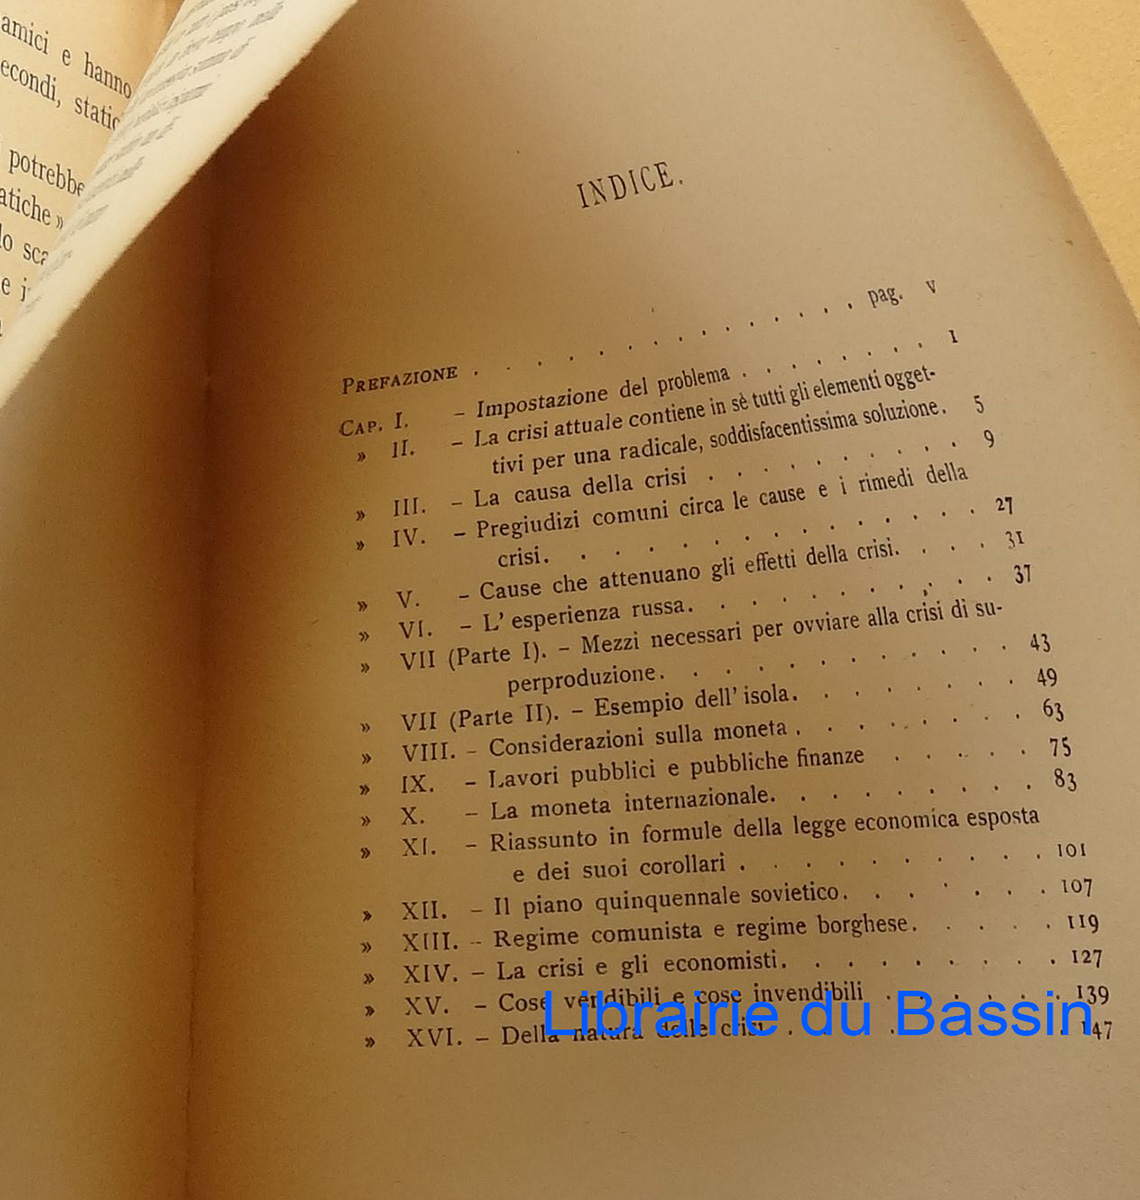 amici e hanno
econdi, static
potrebbe
atiche »
lo sca
e i
INDICE.
PREFAZIONE . . . . . . . . . . . . . . pag. V
CAP. I. – Impostazione del problema . . . . . . . . 1
» II. – La crisi attuale contiene in sè tutti gli elementi ogget-
tivi per una radicale, soddisfacentissima soluzione. 5
» III. – La causa della crisi . . . . . . . . . 9
» IV. – Pregiudizi comuni circa le cause e i rimedi della
crisi. . . . . . . . . . . . . . 27
» V. – Cause che attenuano gli effetti della crisi. . . . 31
» VI. – L' esperienza russa. . . . . . . . . . 37
» VII (Parte I). – Mezzi necessari per ovviare alla crisi di su-
perproduzione. . . . . . . . . . . . 43
» VII (Parte II). – Esempio dell' isola. . . . . . . . 49
» VIII. – Considerazioni sulla moneta . . . . . . . . 63
» IX. – Lavori pubblici e pubbliche finanze . . . . . 75
» X. – La moneta internazionale. . . . . . . . . 83
» XI. – Riassunto in formule della legge economica esposta
e dei suoi corollari . . . . . . . . . . 101
» XII. – Il piano quinquennale sovietico. . . . . . . 107
» XIII. – Regime comunista e regime borghese. . . . . 119
» XIV. – La crisi e gli economisti. . . . . . . . . 127
» XV. – Cose vendibili e cose invendibili . . . . . . 139
» XVI. – Della natura delle crisi . . . . . . . . . 147
Librairie du Bassin